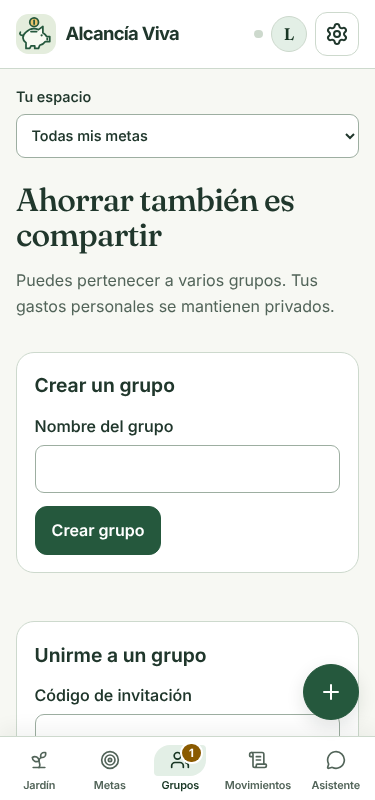 Alcancía Viva
L
Tu espacio
Todas mis metas
Ahorrar también es
compartir
Puedes pertenecer a varios grupos. Tus
gastos personales se mantienen privados.
Crear un grupo
Nombre del grupo
Crear grupo
Unirme a un grupo
Código de invitación
1
Jardín
Metas
Grupos
Movimientos
Asistente